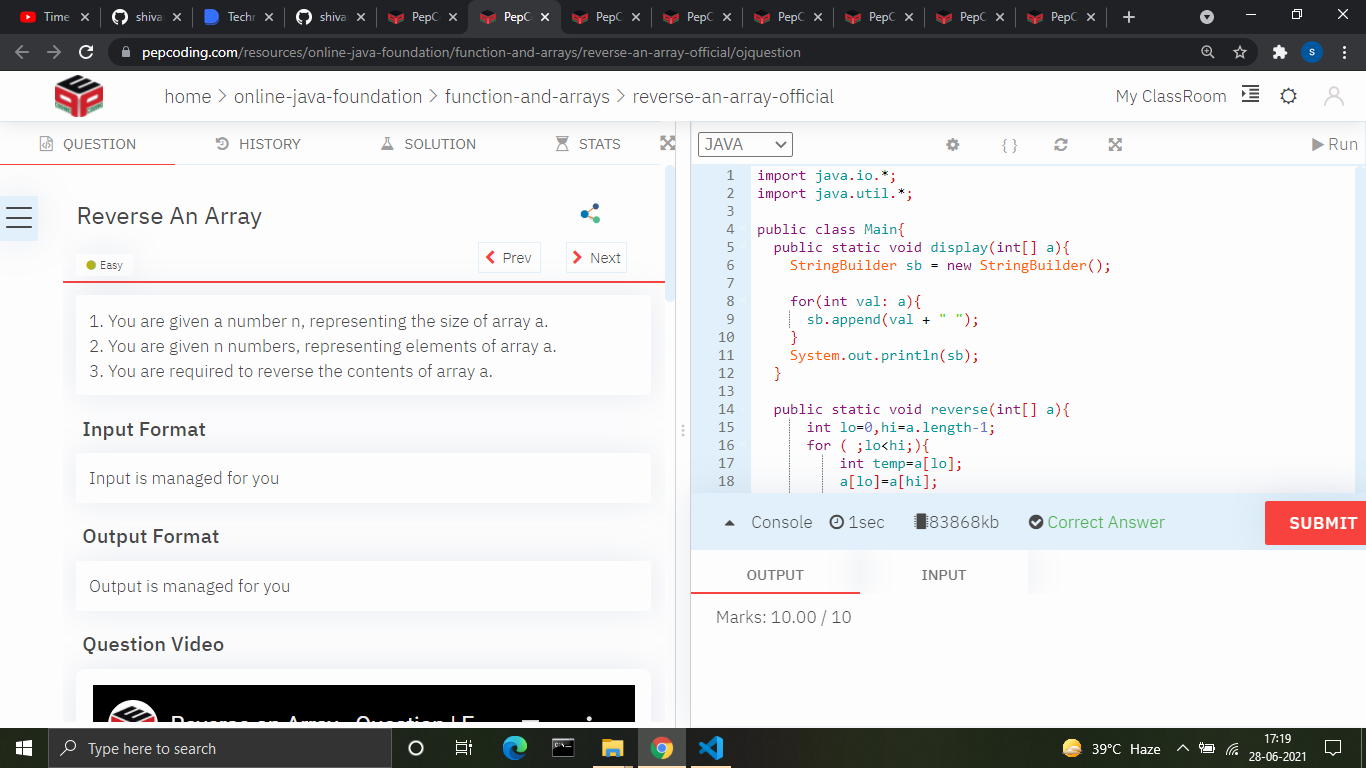 Time
shiva
Techr
shiva
PepC
PepC
PepC
PepC
PepC
PepC
PepC
PepC
pepcoding.com/resources/online-java-foundation/function-and-arrays/reverse-an-array-official/ojquestion
S
home > online-java-foundation > function-and-arrays > reverse-an-array-official
My ClassRoom
QUESTION
HISTORY
SOLUTION
STATS
Reverse An Array
Easy
Prev
Next
1. You are given a number n, representing the size of array a.
2. You are given n numbers, representing elements of array a.
3. You are required to reverse the contents of array a.
Input Format
Input is managed for you
Output Format
Output is managed for you
Question Video
JAVA
{ }
Run
1 import java.io.*;
2 import java.util.*;
3
4 public class Main{
5 public static void display(int[] a){
6 StringBuilder sb = new StringBuilder();
7
8 for(int val: a){
9 sb.append(val + " ");
10 }
11 System.out.println(sb);
12 }
13
14 public static void reverse(int[] a){
15 int lo=0,hi=a.length-1;
16 for ( ;lo<hi;){
17 int temp=a[lo];
18 a[lo]=a[hi];
Console
1sec
83868kb
Correct Answer
SUBMIT
OUTPUT
INPUT
Marks: 10.00 / 10
Type here to search
39°C Haze
17:19
28-06-2021